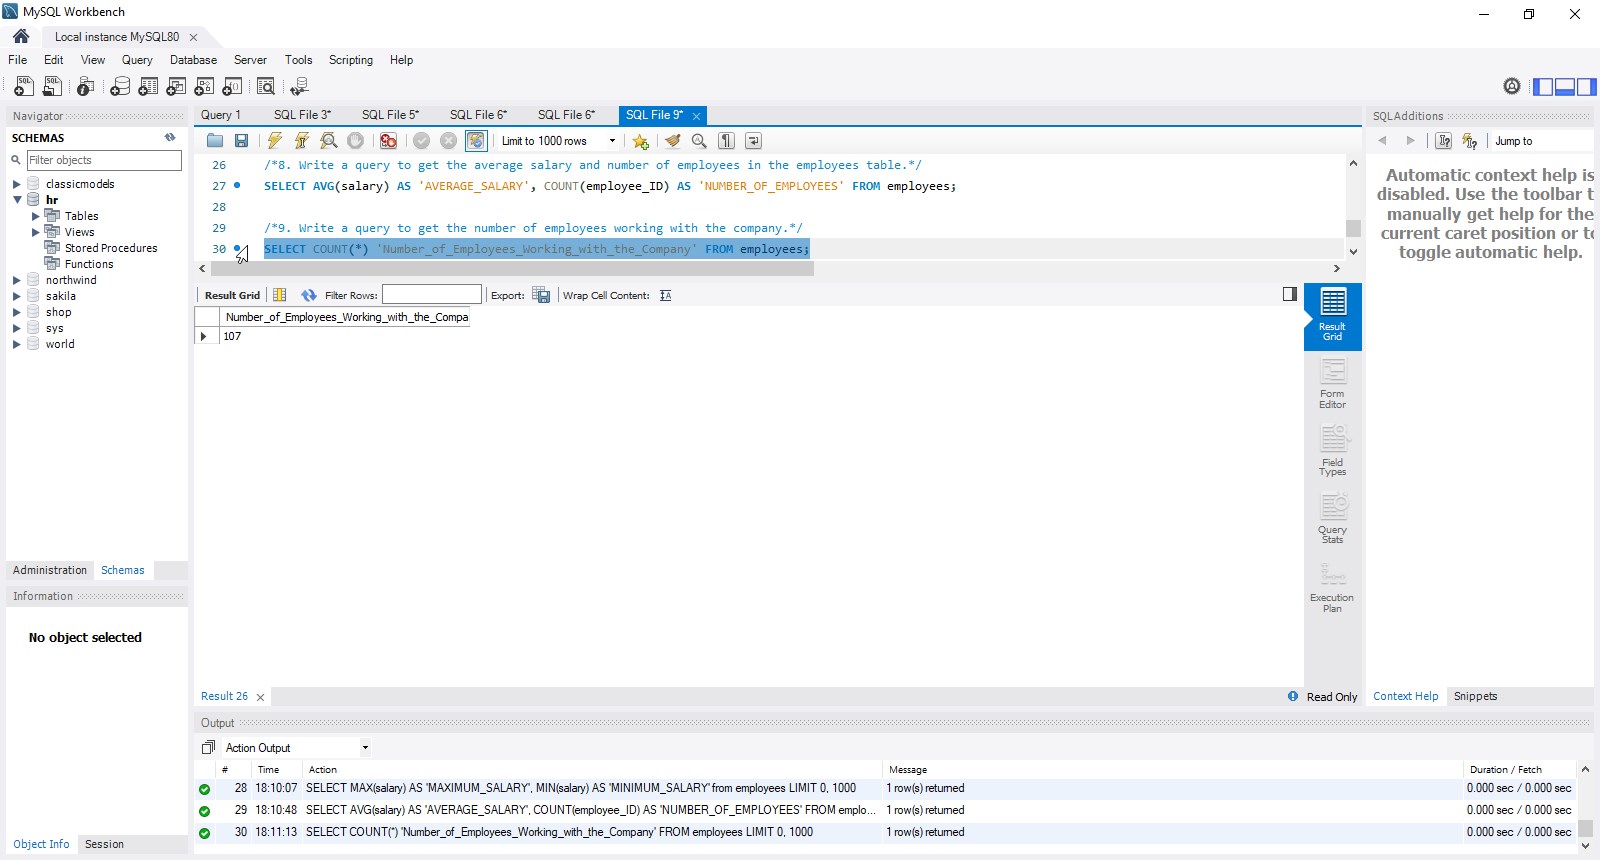 MySQL Workbench
Local instance MySQL80
File Edit View Query Database Server Tools Scripting Help
Navigator
SCHEMAS
Filter objects
classicmodels
hr
Tables
Views
Stored Procedures
Functions
northwind
sakila
shop
sys
world
Administration Schemas
Information
No object selected
Object Info Session
Query 1 SQL File 3* SQL File 5* SQL File 6* SQL File 6* SQL File 9*
Limit to 1000 rows
26 /*8. Write a query to get the average salary and number of employees in the employees table.*/
27 SELECT AVG(salary) AS 'AVERAGE_SALARY', COUNT(employee_ID) AS 'NUMBER_OF_EMPLOYEES' FROM employees;
28
29 /*9. Write a query to get the number of employees working with the company.*/
30 SELECT COUNT(*) 'Number_of_Employees_Working_with_the_Company' FROM employees;
Result Grid Filter Rows: Export: Wrap Cell Content:
Number_of_Employees_Working_with_the_Compa
107
Result Grid
Form Editor
Field Types
Query Stats
Execution Plan
Result 26 Read Only
SQLAdditions
Jump to
Automatic context help is
disabled. Use the toolbar t
manually get help for the
current caret position or to
toggle automatic help.
Context Help Snippets
Output
Action Output
# Time Action Message Duration / Fetch
28 18:10:07 SELECT MAX(salary) AS 'MAXIMUM_SALARY', MIN(salary) AS 'MINIMUM_SALARY' from employees LIMIT 0, 1000 1 row(s) returned 0.000 sec / 0.000 sec
29 18:10:48 SELECT AVG(salary) AS 'AVERAGE_SALARY', COUNT(employee_ID) AS 'NUMBER_OF_EMPLOYEES' FROM emplo... 1 row(s) returned 0.000 sec / 0.000 sec
30 18:11:13 SELECT COUNT(*) 'Number_of_Employees_Working_with_the_Company' FROM employees LIMIT 0, 1000 1 row(s) returned 0.000 sec / 0.000 sec